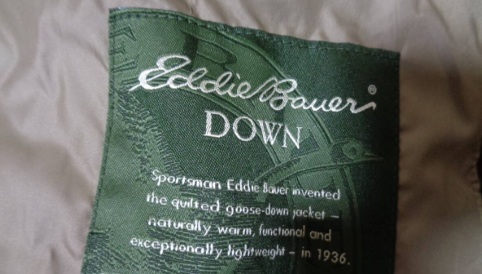 Eddie Bauer®
DOWN
Sportsman Eddie Bauer invented
the quilted goose-down jacket –
naturally warm, functional and
exceptionally lightweight – in 1936.